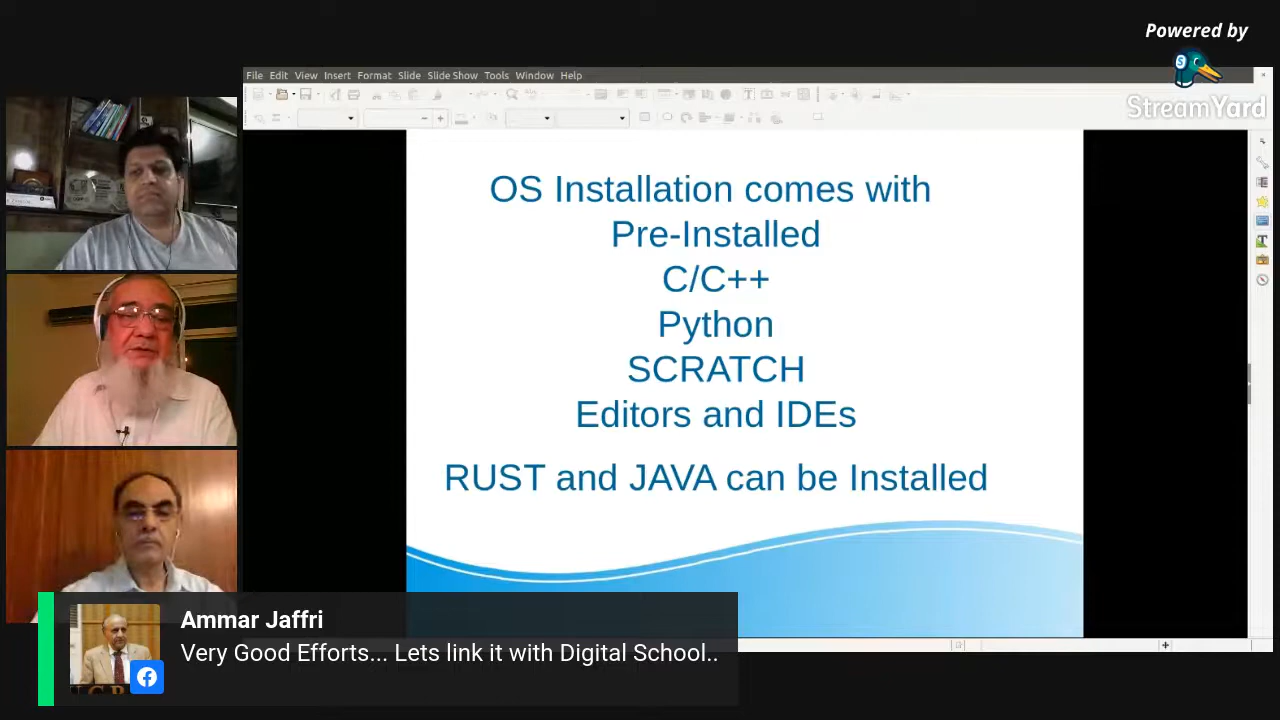 Powered by
StreamYard
File Edit View Insert Format Slide Slide Show Tools Window Help
OS Installation comes with
Pre-Installed
C/C++
Python
SCRATCH
Editors and IDEs
RUST and JAVA can be Installed
Ammar Jaffri
Very Good Efforts... Lets link it with Digital School..